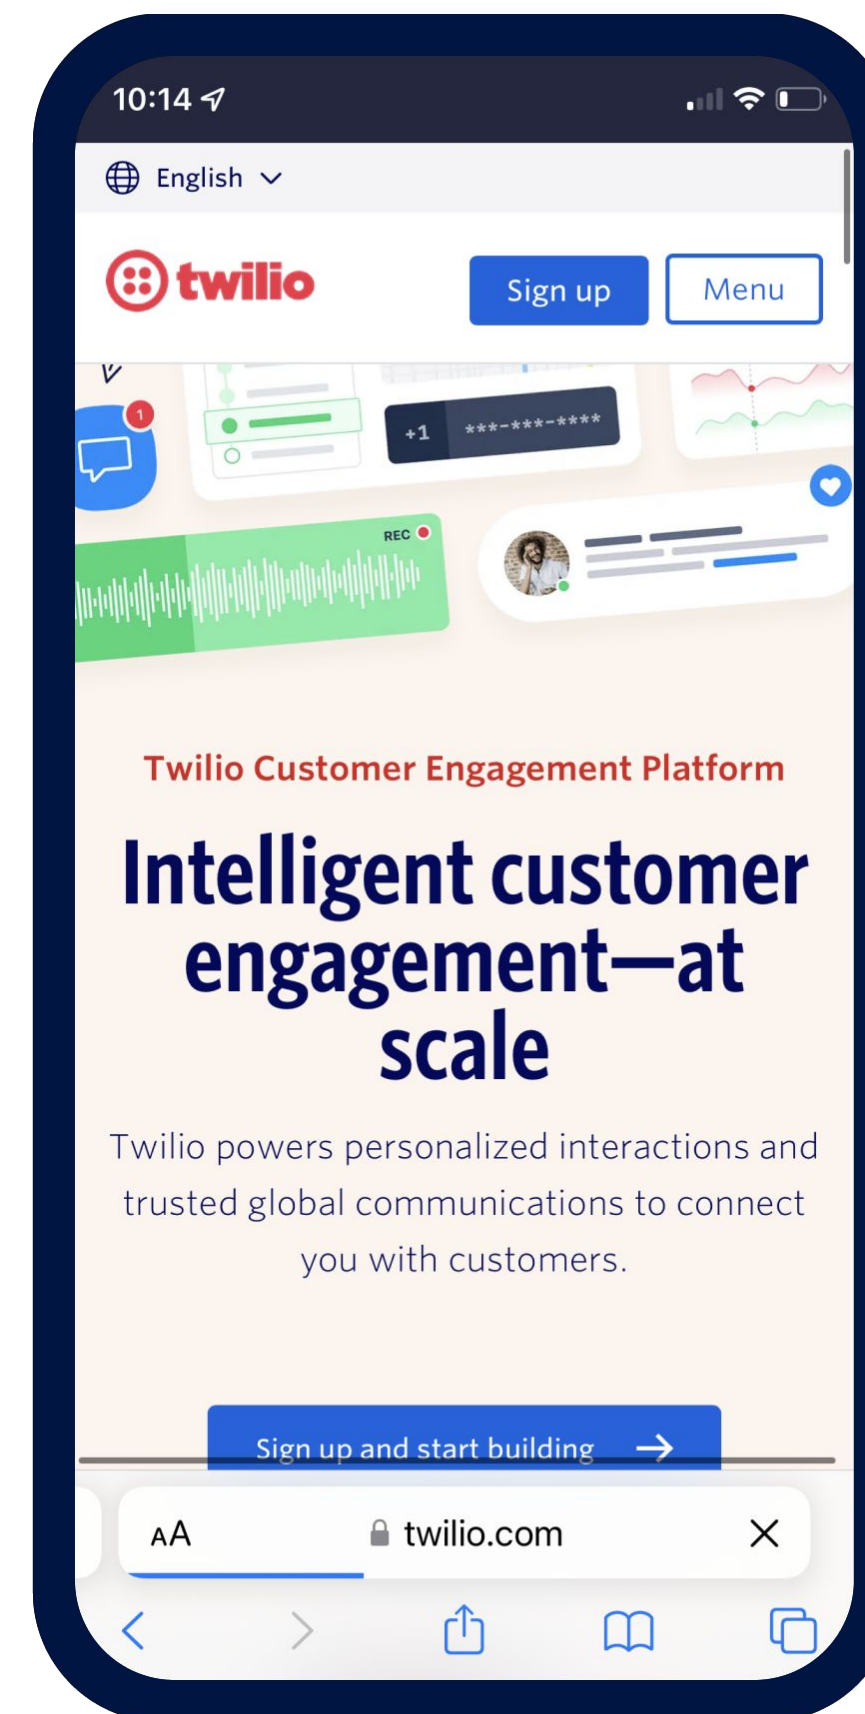 10:14
English
twilio
Sign up
Menu
1
+1 ***-***-****
REC
Twilio Customer Engagement Platform
Intelligent customer
engagement—at
scale
Twilio powers personalized interactions and
trusted global communications to connect
you with customers.
Sign up and start building
AA
twilio.com